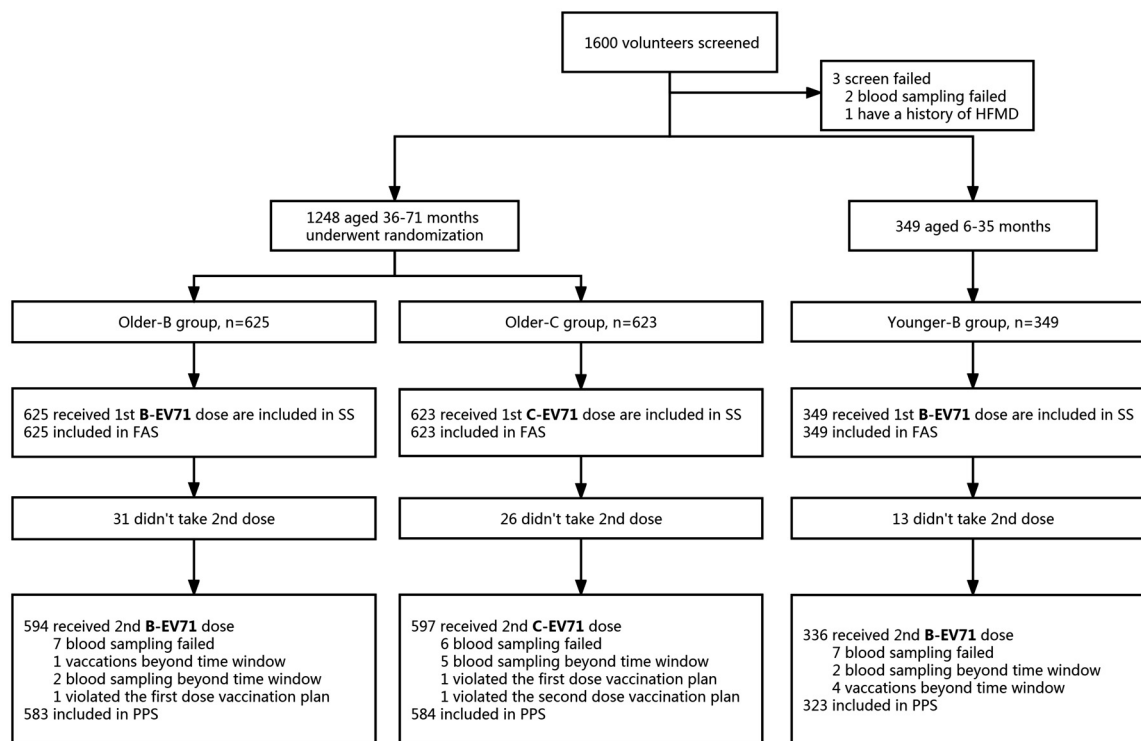 1600 volunteers screened
3 screen failed
2 blood sampling failed
1 have a history of HFMD
1248 aged 36-71 months
underwent randomization
349 aged 6-35 months
Older-B group, n=625
Older-C group, n=623
Younger-B group, n=349
625 received 1st B-EV71 dose are included in SS
625 included in FAS
623 received 1st C-EV71 dose are included in SS
623 included in FAS
349 received 1st B-EV71 dose are included in SS
349 included in FAS
31 didn't take 2nd dose
26 didn't take 2nd dose
13 didn't take 2nd dose
594 received 2nd B-EV71 dose
7 blood sampling failed
1 vaccations beyond time window
2 blood sampling beyond time window
1 violated the first dose vaccination plan
583 included in PPS
597 received 2nd C-EV71 dose
6 blood sampling failed
5 blood sampling beyond time window
1 violated the first dose vaccination plan
1 violated the second dose vaccination plan
584 included in PPS
336 received 2nd B-EV71 dose
7 blood sampling failed
2 blood sampling beyond time window
4 vaccations beyond time window
323 included in PPS